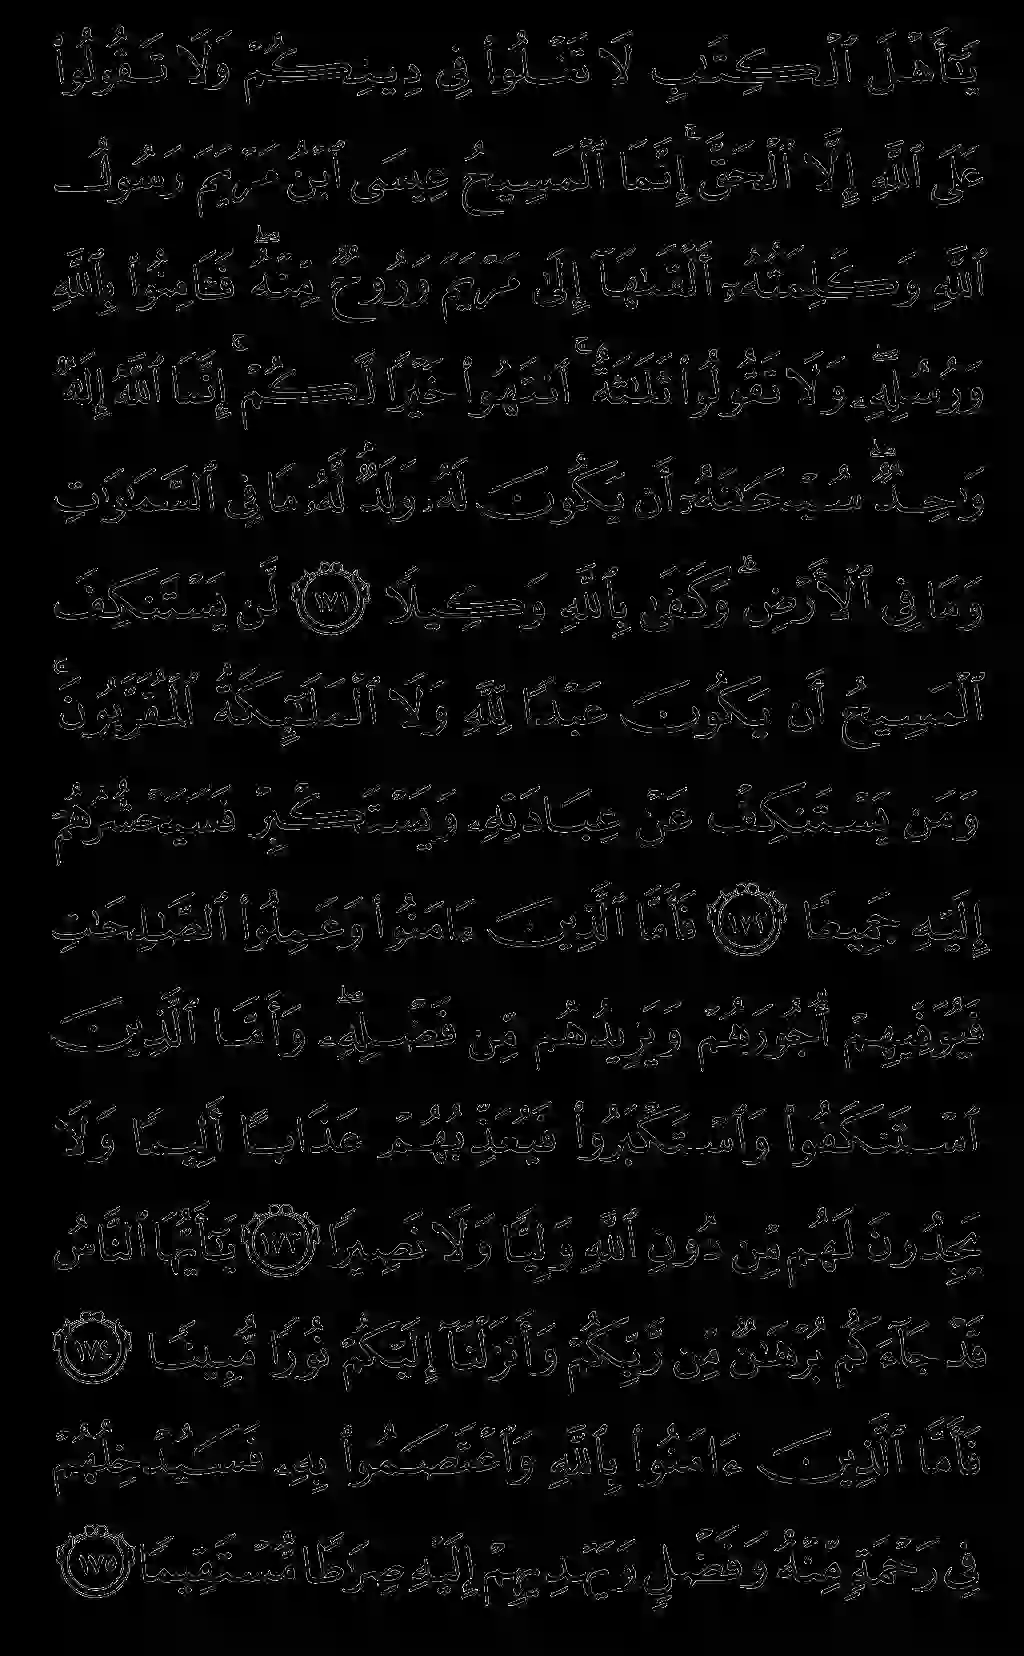 يَـٰٓأَهْلَ ٱلْكِتَـٰبِ لَا تَغْلُوا۟ فِى دِينِكُمْ وَلَا تَقُولُوا۟
عَلَى ٱللَّهِ إِلَّا ٱلْحَقَّ ۚ إِنَّمَا ٱلْمَسِيحُ عِيسَى ٱبْنُ مَرْيَمَ رَسُولُ
ٱللَّهِ وَكَلِمَتُهُۥٓ أَلْقَىٰهَآ إِلَىٰ مَرْيَمَ وَرُوحٌ مِّنْهُ ۖ فَـَٔامِنُوا۟ بِٱللَّهِ
وَرُسُلِهِۦ ۖ وَلَا تَقُولُوا۟ ثَلَـٰثَةٌ ۚ ٱنتَهُوا۟ خَيْرًا لَّكُمْ ۚ إِنَّمَا ٱللَّهُ إِلَـٰهٌ
وَٰحِدٌ ۖ سُبْحَـٰنَهُۥٓ أَن يَكُونَ لَهُۥ وَلَدٌ ۘ لَّهُۥ مَا فِى ٱلسَّمَـٰوَٰتِ
وَمَا فِى ٱلْأَرْضِ ۗ وَكَفَىٰ بِٱللَّهِ وَكِيلًا ١٧١ لَّن يَسْتَنكِفَ
ٱلْمَسِيحُ أَن يَكُونَ عَبْدًا لِّلَّهِ وَلَا ٱلْمَلَـٰٓئِكَةُ ٱلْمُقَرَّبُونَ ۚ
وَمَن يَسْتَنكِفْ عَنْ عِبَادَتِهِۦ وَيَسْتَكْبِرْ فَسَيَحْشُرُهُمْ
إِلَيْهِ جَمِيعًا ١٧٢ فَأَمَّا ٱلَّذِينَ ءَامَنُوا۟ وَعَمِلُوا۟ ٱلصَّـٰلِحَـٰتِ
فَيُوَفِّيهِمْ أُجُورَهُمْ وَيَزِيدُهُم مِّن فَضْلِهِۦ ۖ وَأَمَّا ٱلَّذِينَ
ٱسْتَنكَفُوا۟ وَٱسْتَكْبَرُوا۟ فَيُعَذِّبُهُمْ عَذَابًا أَلِيمًا وَلَا
يَجِدُونَ لَهُم مِّن دُونِ ٱللَّهِ وَلِيًّا وَلَا نَصِيرًا ١٧٣ يَـٰٓأَيُّهَا ٱلنَّاسُ
قَدْ جَآءَكُم بُرْهَـٰنٌ مِّن رَّبِّكُمْ وَأَنزَلْنَآ إِلَيْكُمْ نُورًا مُّبِينًا ١٧٤
فَأَمَّا ٱلَّذِينَ ءَامَنُوا۟ بِٱللَّهِ وَٱعْتَصَمُوا۟ بِهِۦ فَسَيُدْخِلُهُمْ
فِى رَحْمَةٍ مِّنْهُ وَفَضْلٍ وَيَهْدِيهِمْ إِلَيْهِ صِرَٰطًا مُّسْتَقِيمًا ١٧٥